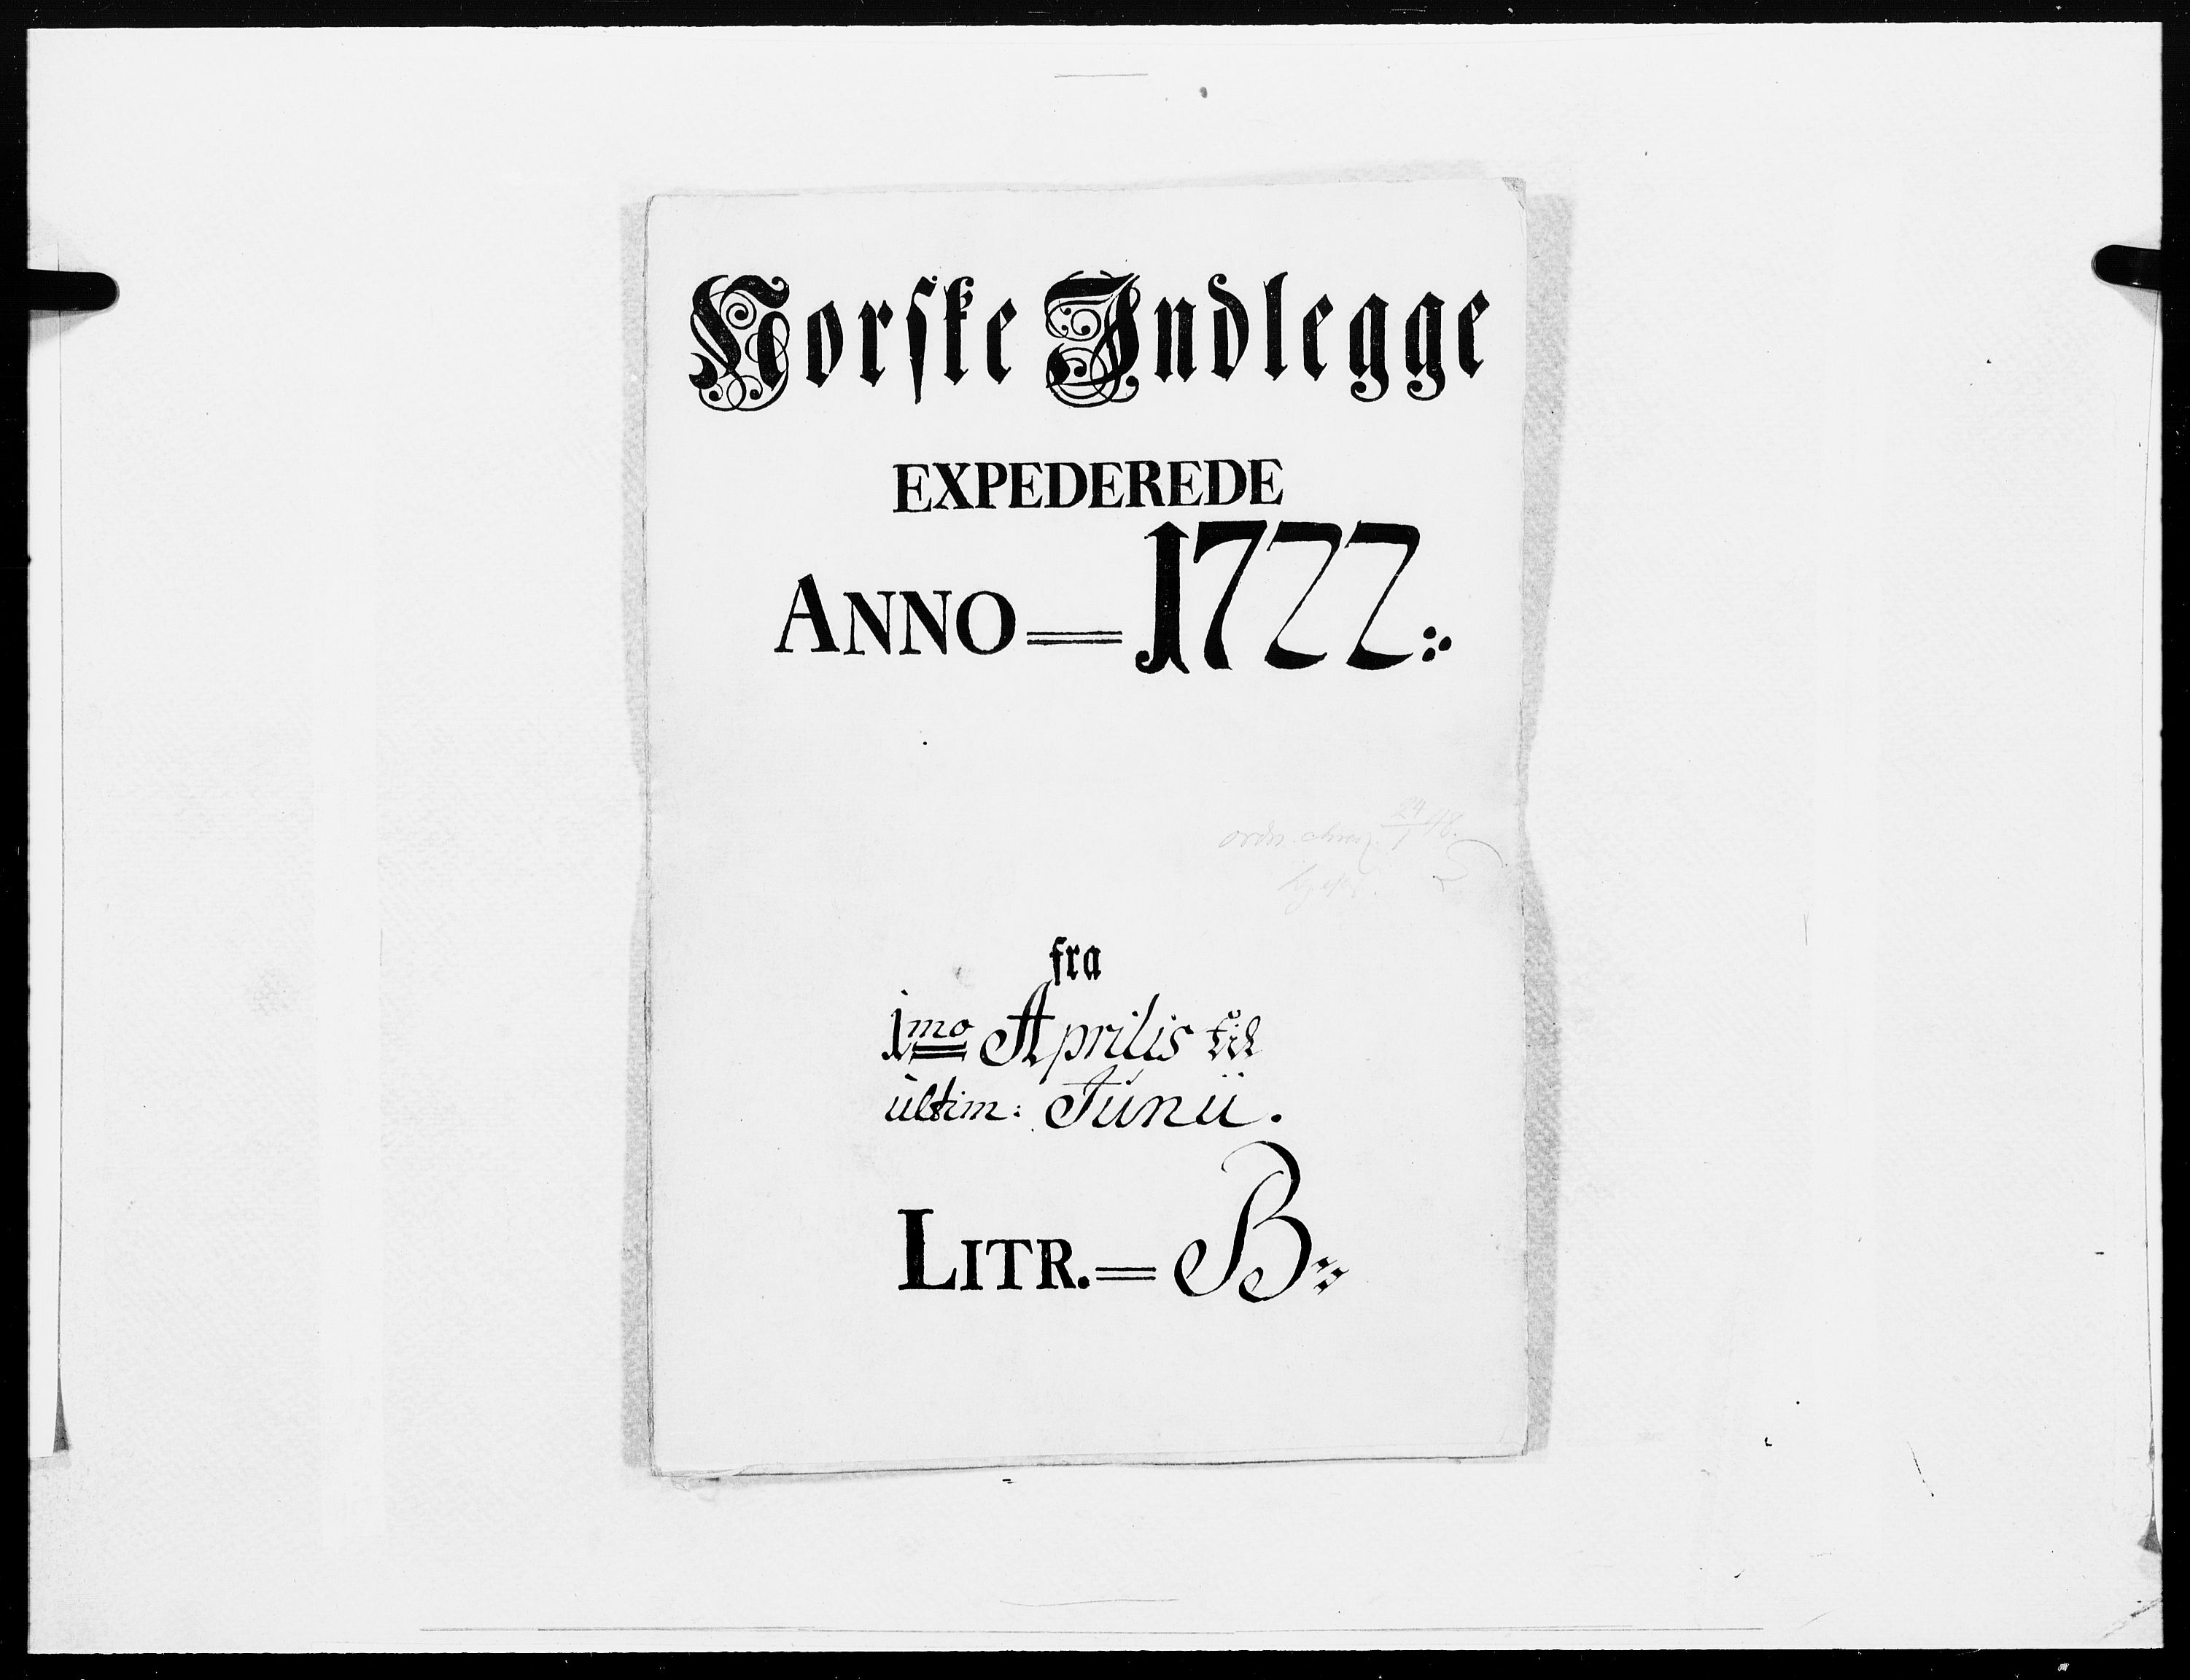 Norske Indlegge
EXPEDEREDE
ANNO = 1722
fra
1mo Aprilis til
ultim: Junii.
LITR. = B